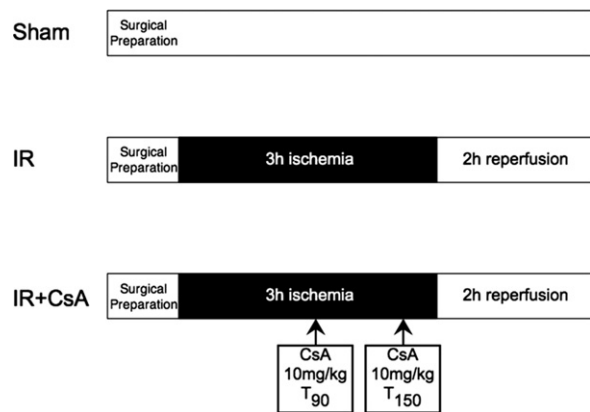 Sham
Surgical
Preparation
IR
Surgical
Preparation
3h ischemia
2h reperfusion
IR+CsA
Surgical
Preparation
3h ischemia
2h reperfusion
CsA
10mg/kg
T90
CsA
10mg/kg
T150